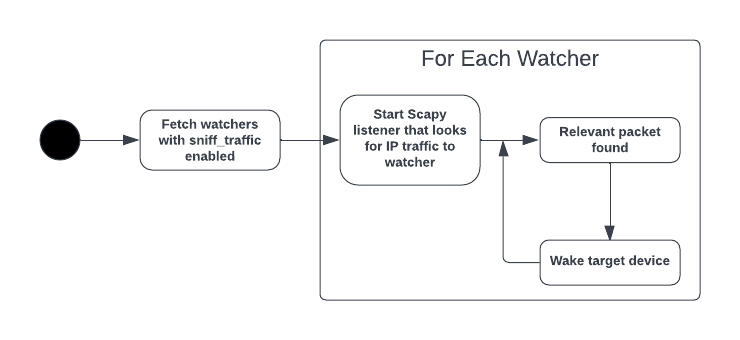 For Each Watcher
Fetch watchers
with sniff_traffic
enabled
Start Scapy
listener that looks
for IP traffic to
watcher
Relevant packet
found
Wake target device